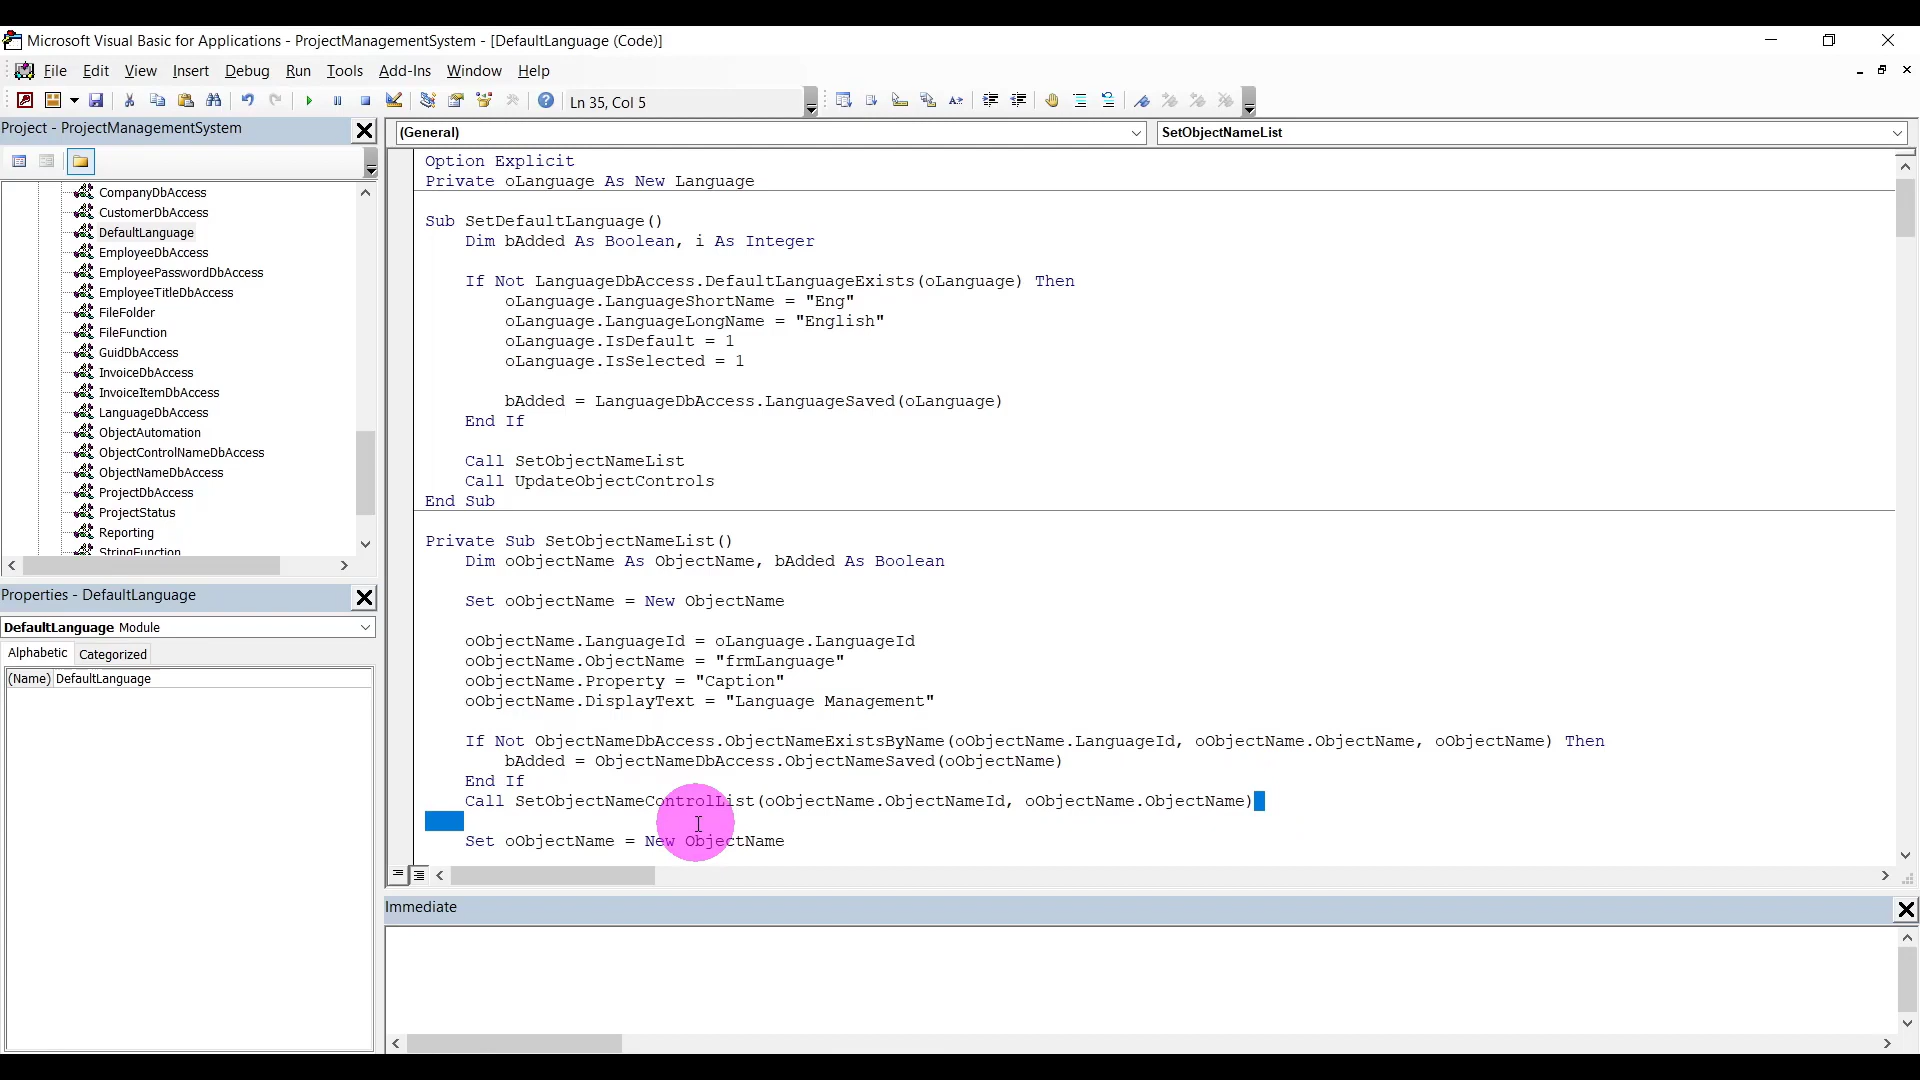 Microsoft Visual Basic for Applications - ProjectManagementSystem - [DefaultLanguage (Code)]
File Edit View Insert Debug Run Tools Add-Ins Window Help
Ln 35, Col 5
Project - ProjectManagementSystem
CompanyDbAccess
CustomerDbAccess
DefaultLanguage
EmployeeDbAccess
EmployeePasswordDbAccess
EmployeeTitleDbAccess
FileFolder
FileFunction
GuidDbAccess
InvoiceDbAccess
InvoiceItemDbAccess
LanguageDbAccess
ObjectAutomation
ObjectControlNameDbAccess
ObjectNameDbAccess
ProjectDbAccess
ProjectStatus
Reporting
StringFunction
Properties - DefaultLanguage
DefaultLanguage Module
Alphabetic Categorized
(Name) DefaultLanguage
(General) SetObjectNameList
Option Explicit
Private oLanguage As New Language
Sub SetDefaultLanguage()
Dim bAdded As Boolean, i As Integer
If Not LanguageDbAccess.DefaultLanguageExists(oLanguage) Then
oLanguage.LanguageShortName = "Eng"
oLanguage.LanguageLongName = "English"
oLanguage.IsDefault = 1
oLanguage.IsSelected = 1
bAdded = LanguageDbAccess.LanguageSaved(oLanguage)
End If
Call SetObjectNameList
Call UpdateObjectControls
End Sub
Private Sub SetObjectNameList()
Dim oObjectName As ObjectName, bAdded As Boolean
Set oObjectName = New ObjectName
oObjectName.LanguageId = oLanguage.LanguageId
oObjectName.ObjectName = "frmLanguage"
oObjectName.Property = "Caption"
oObjectName.DisplayText = "Language Management"
If Not ObjectNameDbAccess.ObjectNameExistsByName(oObjectName.LanguageId, oObjectName.ObjectName, oObjectName) Then
bAdded = ObjectNameDbAccess.ObjectNameSaved(oObjectName)
End If
Call SetObjectNameControlList(oObjectName.ObjectNameId, oObjectName.ObjectName)
Set oObjectName = New ObjectName
Immediate